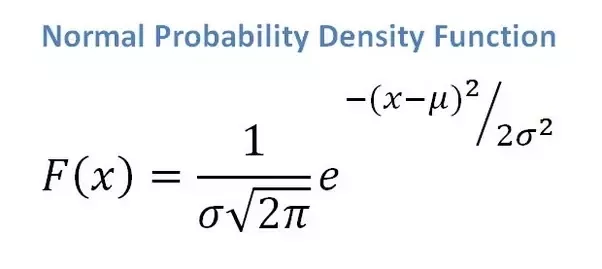 Normal Probability Density Function
F(x) = 1/σ√2π e^−(x−μ)²/2σ²